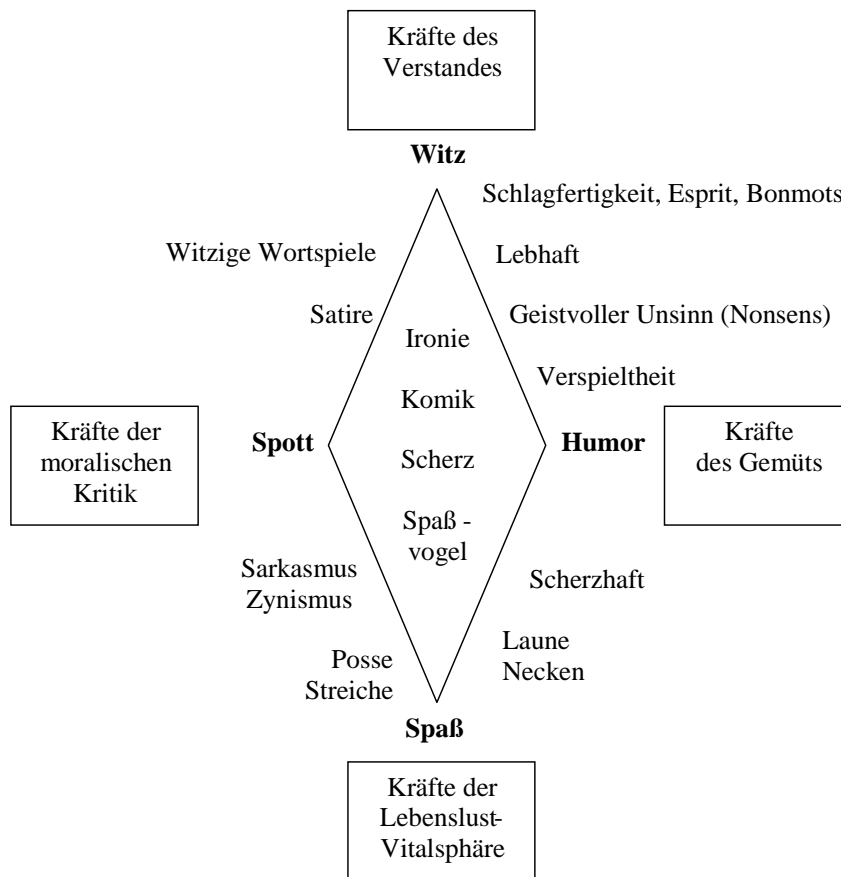 Kräfte des
Verstandes
Witz
Schlagfertigkeit, Esprit, Bonmots
Witzige Wortspiele
Lebhaft
Satire
Geistvoller Unsinn (Nonsens)
Ironie
Verspieltheit
Komik
Kräfte der
moralischen
Kritik
Spott
Humor
Kräfte
des Gemüts
Scherz
Spaß -
vogel
Sarkasmus
Zynismus
Scherzhaft
Posse
Streiche
Laune
Necken
Spaß
Kräfte der
Lebenslust-
Vitalsphäre